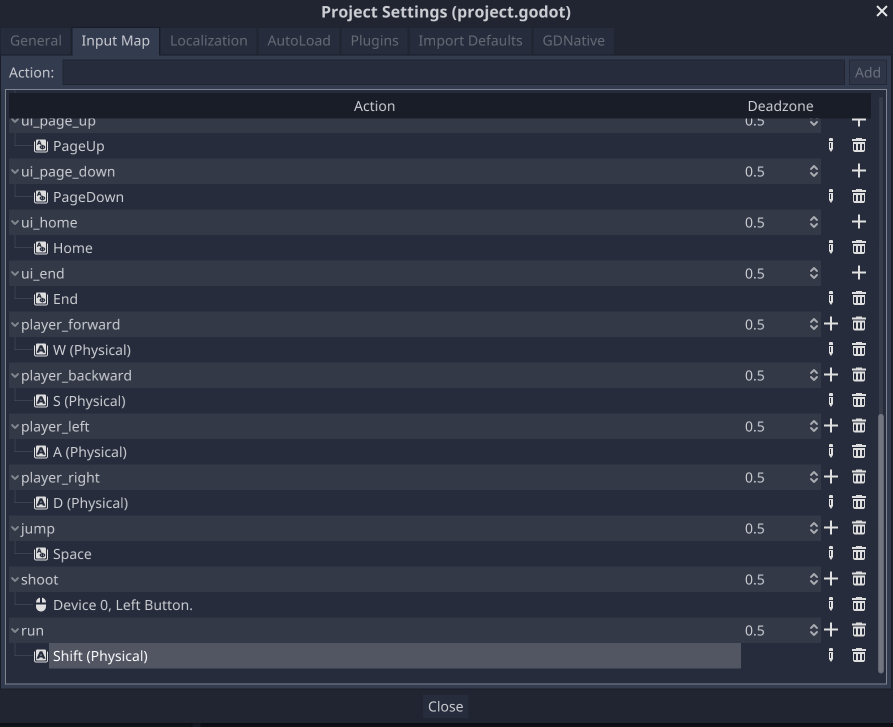 Project Settings (project.godot)
General Input Map Localization AutoLoad Plugins Import Defaults GDNative
Action: Add
Action Deadzone
ui_page_up 0.5
PageUp
ui_page_down 0.5
PageDown
ui_home 0.5
Home
ui_end 0.5
End
player_forward 0.5
W (Physical)
player_backward 0.5
S (Physical)
player_left 0.5
A (Physical)
player_right 0.5
D (Physical)
jump 0.5
Space
shoot 0.5
Device 0, Left Button.
run 0.5
Shift (Physical)
Close